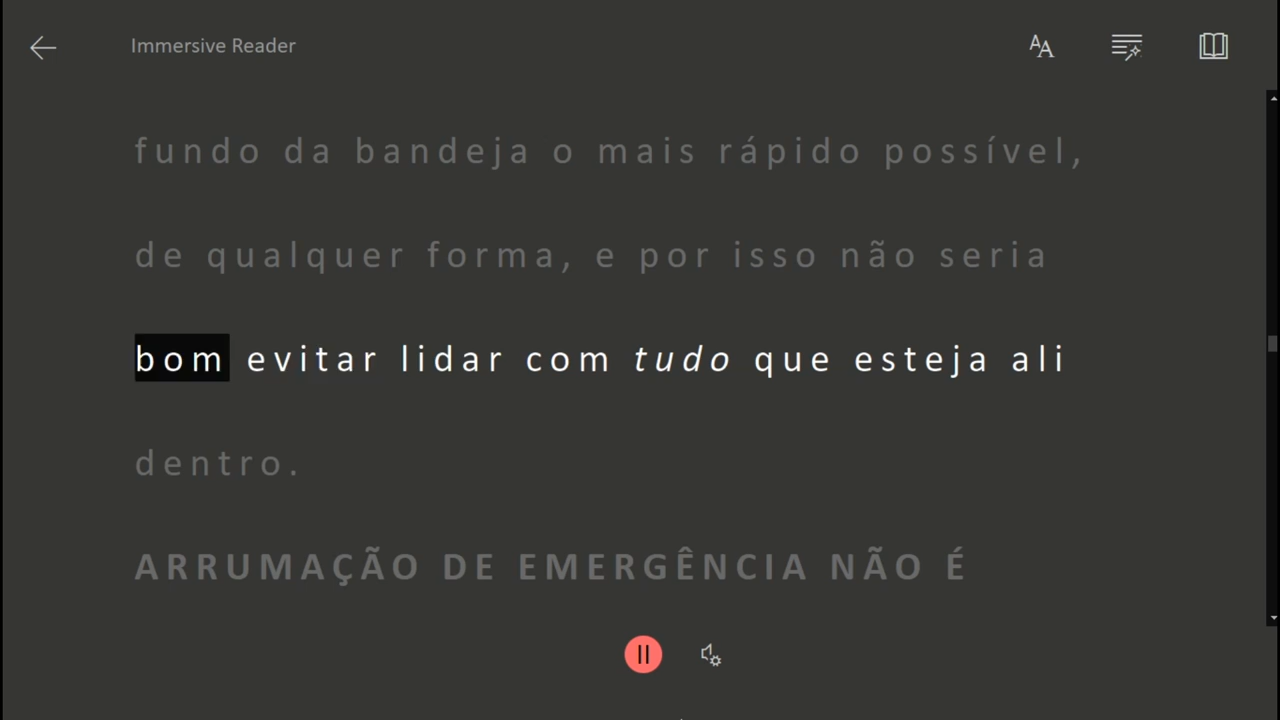 Immersive Reader
fundo da bandeja o mais rápido possível,
de qualquer forma, e por isso não seria
bom evitar lidar com tudo que esteja ali
dentro.
ARRUMAÇÃO DE EMERGÊNCIA NÃO É